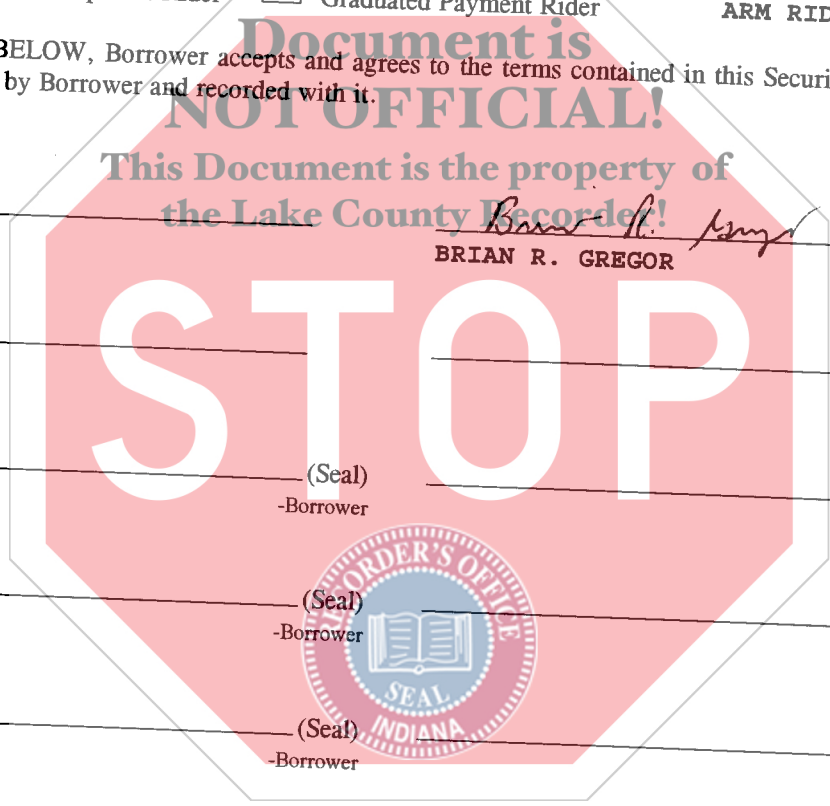 Graduated Payment Rider ARM RID
Document is
BELOW, Borrower accepts and agrees to the terms contained in this Securi
by Borrower and recorded with it.
NOT OFFICIAL!
This Document is the property of
the Lake County Recorder!
BRIAN R. GREGOR
STOP
(Seal)
-Borrower
RECORDER'S OFFICE
(Seal)
-Borrower
SEAL
INDIANA
(Seal)
-Borrower